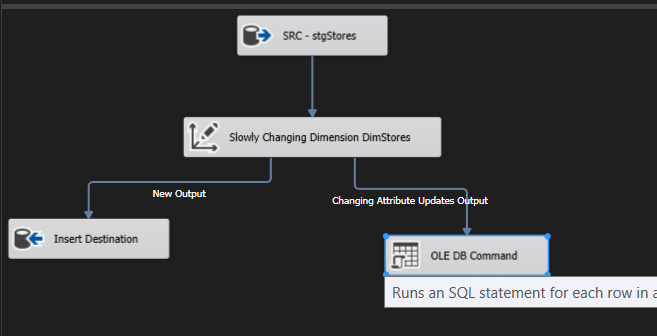 SRC - stgStores
Slowly Changing Dimension DimStores
New Output
Changing Attribute Updates Output
Insert Destination
OLE DB Command
Runs an SQL statement for each row in a